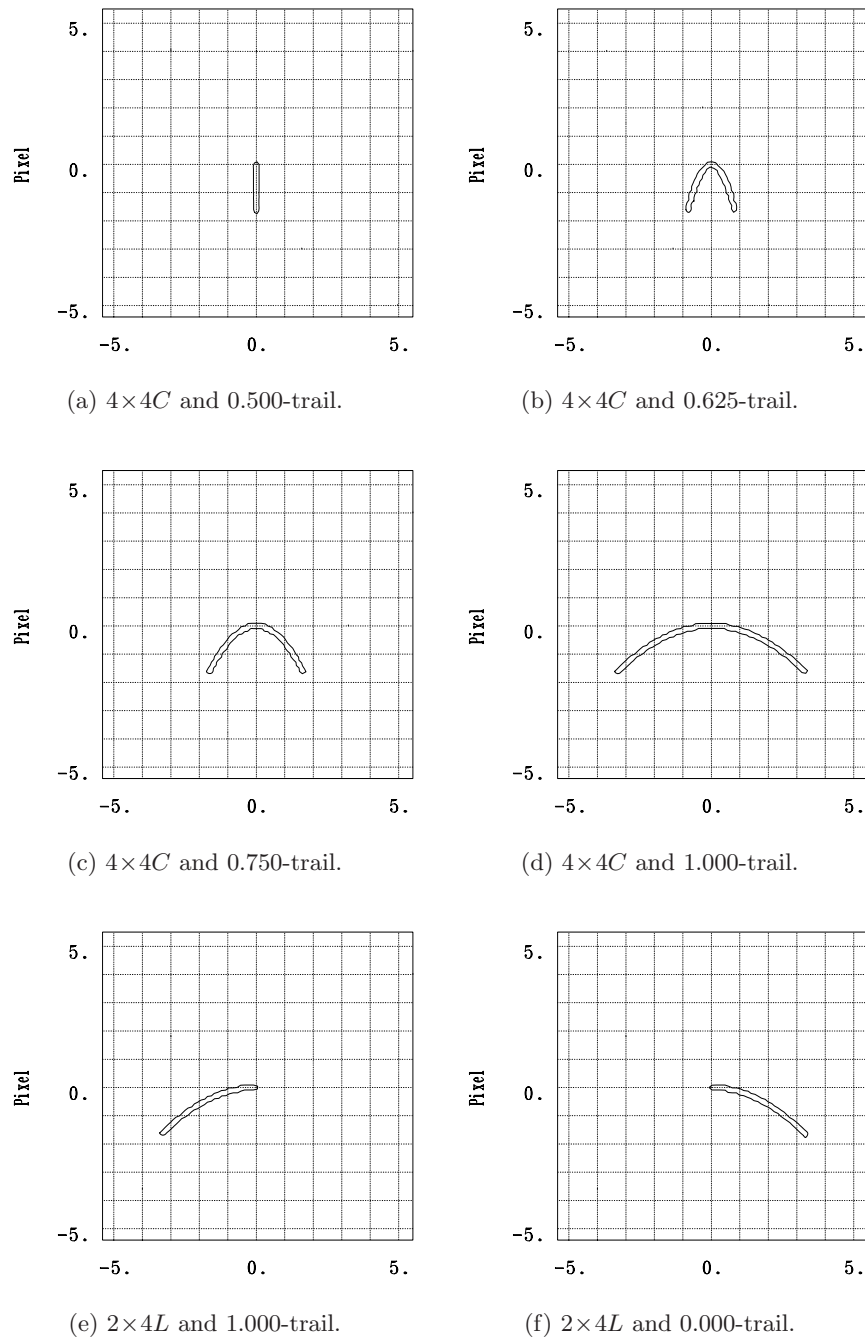 5.
0.
Pixel
-5.
-5. 0. 5.
(a) 4×4C and 0.500-trail.
5.
0.
Pixel
-5.
-5. 0. 5.
(b) 4×4C and 0.625-trail.
5.
0.
Pixel
-5.
-5. 0. 5.
(c) 4×4C and 0.750-trail.
5.
0.
Pixel
-5.
-5. 0. 5.
(d) 4×4C and 1.000-trail.
5.
0.
Pixel
-5.
-5. 0. 5.
(e) 2×4L and 1.000-trail.
5.
0.
Pixel
-5.
-5. 0. 5.
(f) 2×4L and 0.000-trail.